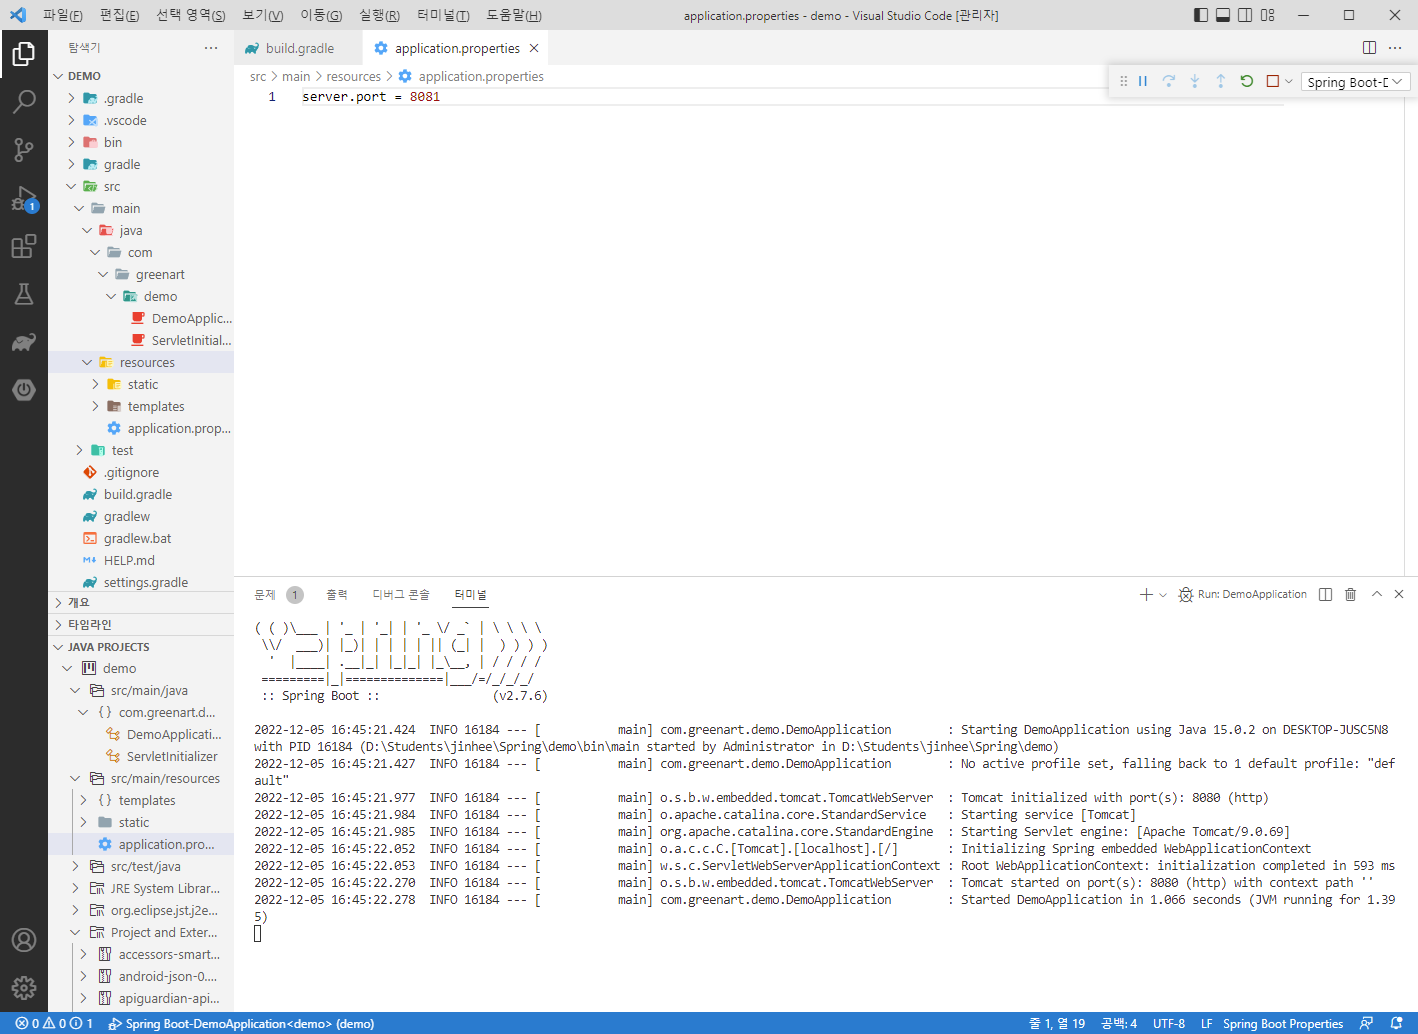 파일(F) 편집(E) 선택 영역(S) 보기(V) 이동(G) 실행(R) 터미널(T) 도움말(H) application.properties - demo - Visual Studio Code [관리자]
탐색기 ···
build.gradle application.properties
DEMO
src > main > resources > application.properties
Spring Boot-D
1 server.port = 8081
.gradle
.vscode
bin
gradle
src
main
java
com
greenart
demo
DemoApplic...
ServletInitial...
resources
static
templates
application.prop...
test
.gitignore
build.gradle
gradlew
gradlew.bat
HELP.md
settings.gradle
개요
타임라인
JAVA PROJECTS
demo
src/main/java
com.greenart.d...
DemoApplicati...
ServletInitializer
src/main/resources
templates
static
application.pro...
src/test/java
JRE System Librar...
org.eclipse.jst.j2e...
Project and Exter...
accessors-smart...
android-json-0....
apiguardian-api...
1
문제 1 출력 디버그 콘솔 터미널 Run: DemoApplication
( ( )\___ | '_ | '_| | '_ \/ _` | \ \ \ \
 \\/  ___)| |_)| | | | | || (_| |  ) ) ) )
  '  |____| .__|_| |_|_| |_\__, | / / / /
 =========|_|==============|___/=/_/_/_/
 :: Spring Boot ::                (v2.7.6)
2022-12-05 16:45:21.424  INFO 16184 --- [           main] com.greenart.demo.DemoApplication        : Starting DemoApplication using Java 15.0.2 on DESKTOP-JUSC5N8
with PID 16184 (D:\Students\jinhee\Spring\demo\bin\main started by Administrator in D:\Students\jinhee\Spring\demo)
2022-12-05 16:45:21.427  INFO 16184 --- [           main] com.greenart.demo.DemoApplication        : No active profile set, falling back to 1 default profile: "def
ault"
2022-12-05 16:45:21.977  INFO 16184 --- [           main] o.s.b.w.embedded.tomcat.TomcatWebServer  : Tomcat initialized with port(s): 8080 (http)
2022-12-05 16:45:21.984  INFO 16184 --- [           main] o.apache.catalina.core.StandardService   : Starting service [Tomcat]
2022-12-05 16:45:21.985  INFO 16184 --- [           main] org.apache.catalina.core.StandardEngine  : Starting Servlet engine: [Apache Tomcat/9.0.69]
2022-12-05 16:45:22.052  INFO 16184 --- [           main] o.a.c.c.C.[Tomcat].[localhost].[/]       : Initializing Spring embedded WebApplicationContext
2022-12-05 16:45:22.053  INFO 16184 --- [           main] w.s.c.ServletWebServerApplicationContext : Root WebApplicationContext: initialization completed in 593 ms
2022-12-05 16:45:22.270  INFO 16184 --- [           main] o.s.b.w.embedded.tomcat.TomcatWebServer  : Tomcat started on port(s): 8080 (http) with context path ''
2022-12-05 16:45:22.278  INFO 16184 --- [           main] com.greenart.demo.DemoApplication        : Started DemoApplication in 1.066 seconds (JVM running for 1.39
5)
0 0 1 Spring Boot-DemoApplication<demo> (demo) 줄 1, 열 19 공백: 4 UTF-8 LF Spring Boot Properties